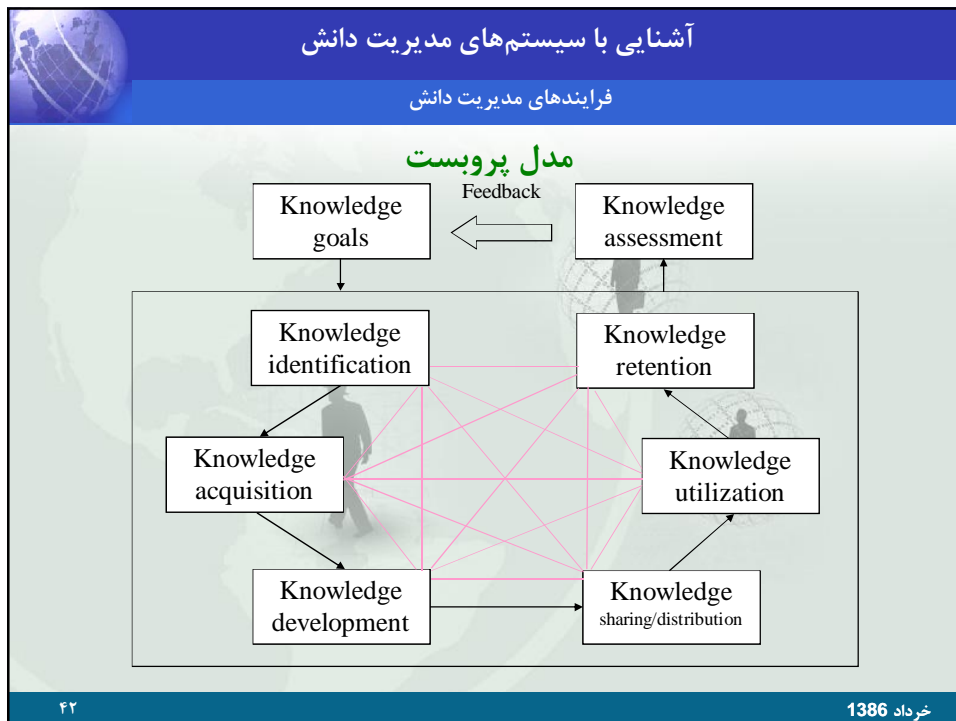 آشنایی با سیستم‌های مدیریت دانش
فرایندهای مدیریت دانش
مدل پروبست
Feedback
Knowledge
goals
Knowledge
assessment
Knowledge
identification
Knowledge
retention
Knowledge
acquisition
Knowledge
utilization
Knowledge
development
Knowledge
sharing/distribution
۴۲
خرداد 1386